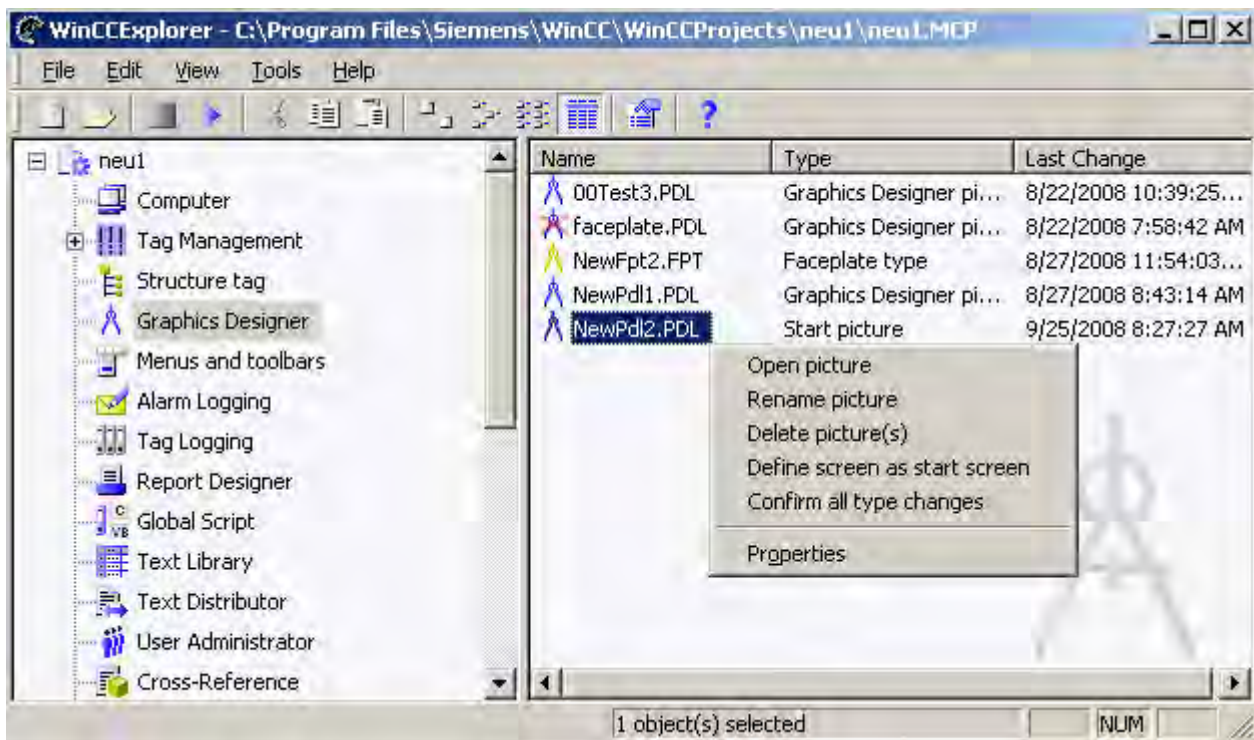 WinCCExplorer - C:\Program Files\Siemens\WinCC\WinCCProjects\neu1\neu1.MCP
File Edit View Tools Help
neu1
Computer
Tag Management
Structure tag
Graphics Designer
Menus and toolbars
Alarm Logging
Tag Logging
Report Designer
Global Script
Text Library
Text Distributor
User Administrator
Cross-Reference
Name Type Last Change
00Test3.PDL Graphics Designer pi... 8/22/2008 10:39:25...
faceplate.PDL Graphics Designer pi... 8/22/2008 7:58:42 AM
NewFpt2.FPT Faceplate type 8/27/2008 11:54:03...
NewPdl1.PDL Graphics Designer pi... 8/27/2008 8:43:14 AM
NewPdl2.PDL Start picture 9/25/2008 8:27:27 AM
Open picture
Rename picture
Delete picture(s)
Define screen as start screen
Confirm all type changes
Properties
1 object(s) selected NUM